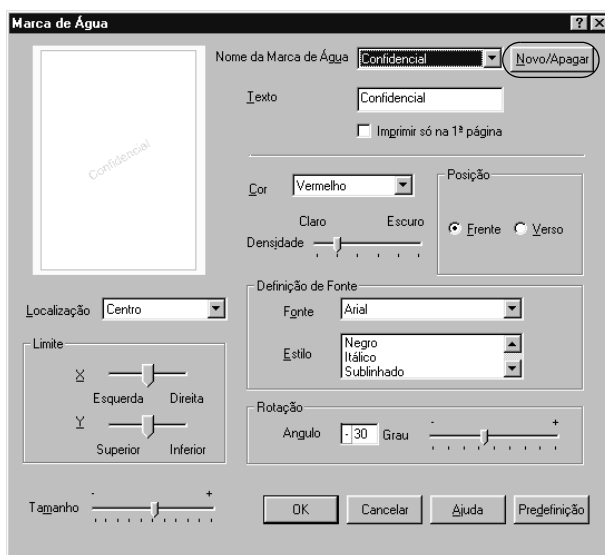 Marca de Água
Nome da Marca de Água Confidencial Novo/Apagar
Texto Confidencial
Imprimir só na 1ª página
Confidencial
Cor Vermelho
Posição
Claro Escuro
Densidade
Frente Verso
Localização Centro
Definição de Fonte
Fonte Arial
Estilo Negro
Itálico
Sublinhado
Limite
X
Esquerda Direita
Y
Superior Inferior
Rotação
Angulo -30 Grau - +
Tamanho - +
OK Cancelar Ajuda Predefinição